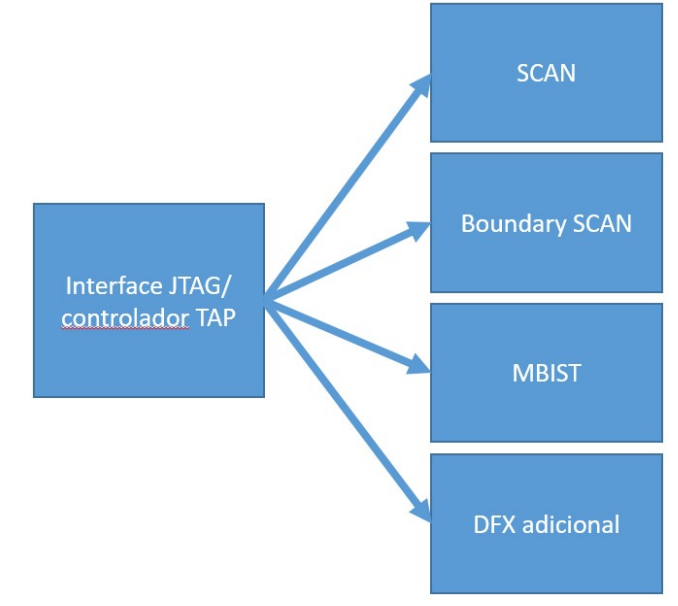 Interface JTAG/
controlador TAP
SCAN
Boundary SCAN
MBIST
DFX adicional